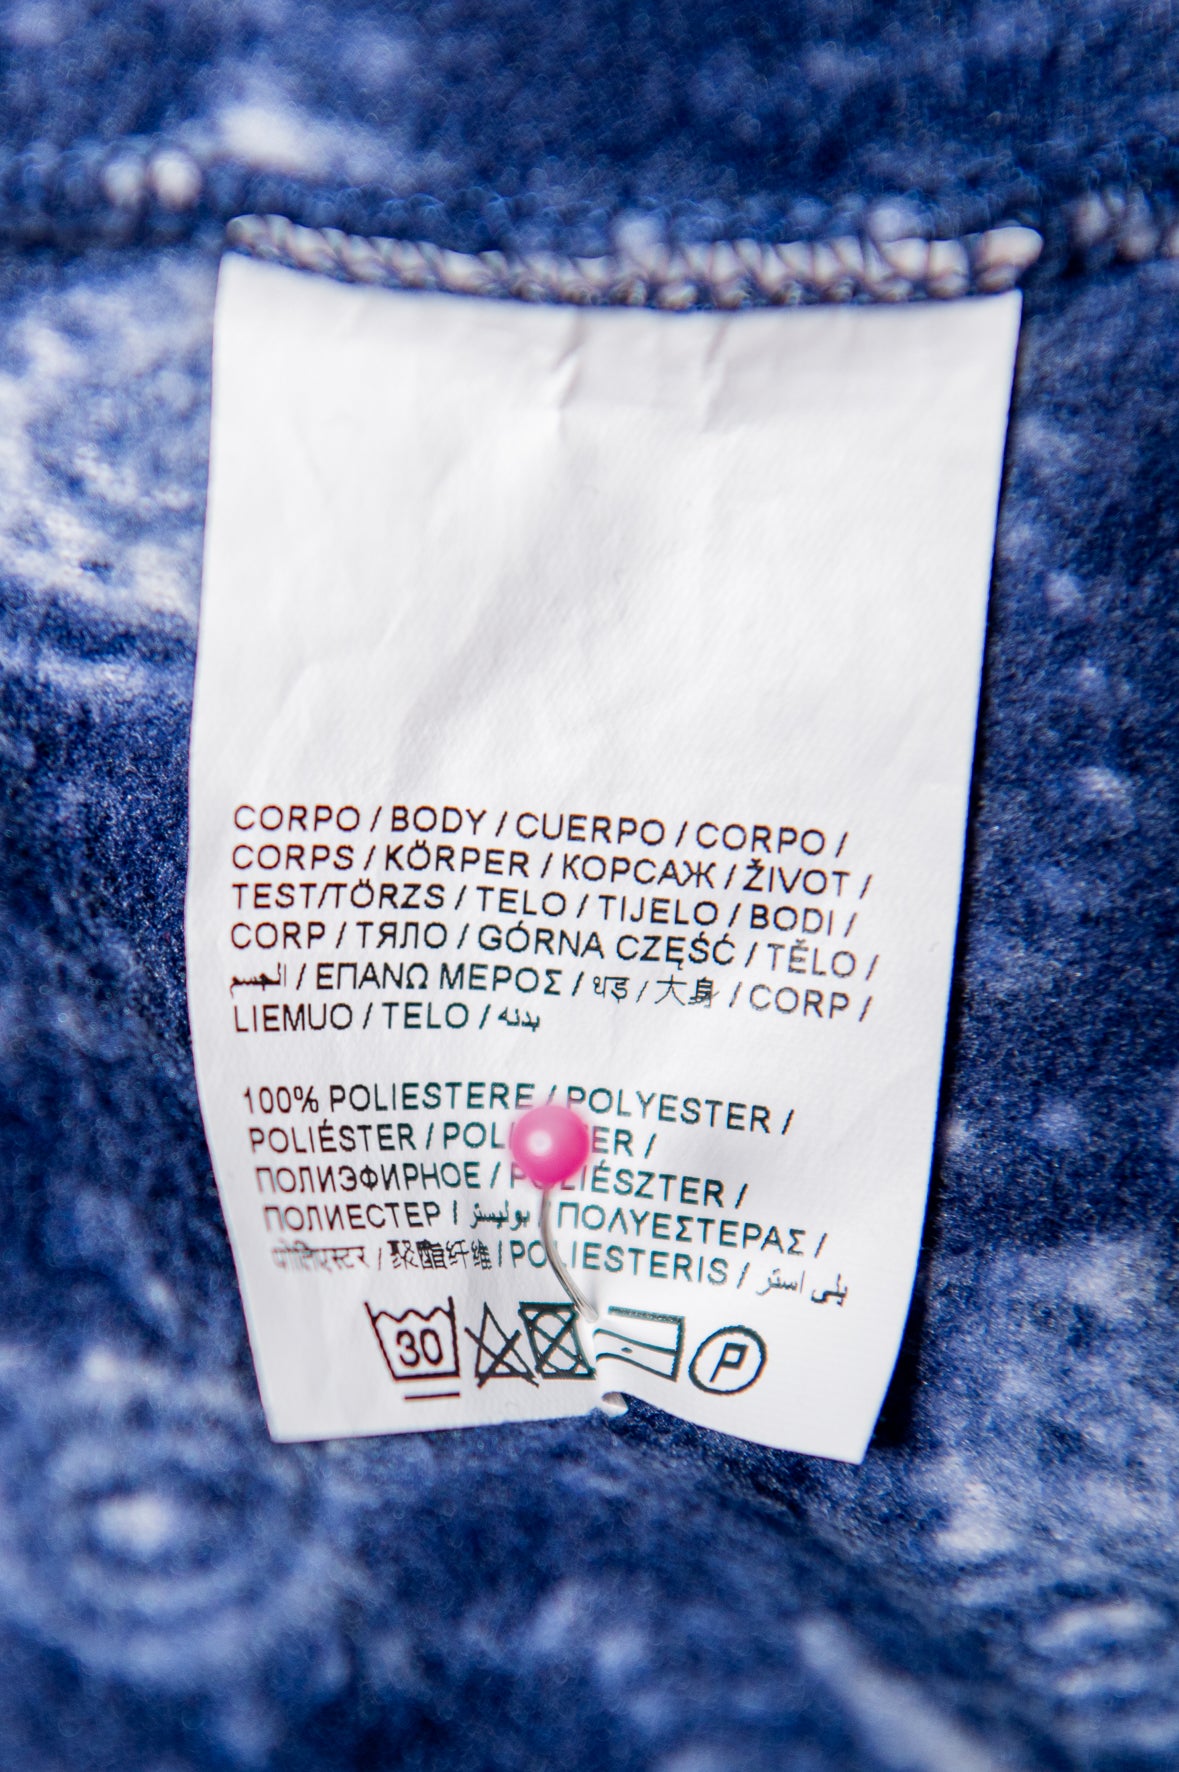 CORPO / BODY / CUERPO / CORPO /
CORPS / KÖRPER / КОРСАЖ / ŽIVOT /
TEST/TÖRZS / TELO / TIJELO / BODI /
CORP / ТЯЛО / GÓRNA CZĘŚĆ / TĚLO /
الجسم / ΕΠΑΝΩ ΜΕΡΟΣ / धड़ / 大身 / CORP /
LIEMUO / TELO / بدنه
100% POLIESTERE / POLYESTER /
POLIÉSTER / /
ПОЛИЭФИРНОЕ / POLIÉSZTER /
ПОЛИЕСТЕР / بوليستر / ΠΟΛΥΕΣΤΕΡΑΣ /
/ 聚酯纤维 / POLIESTERIS / پلی استر
30 P